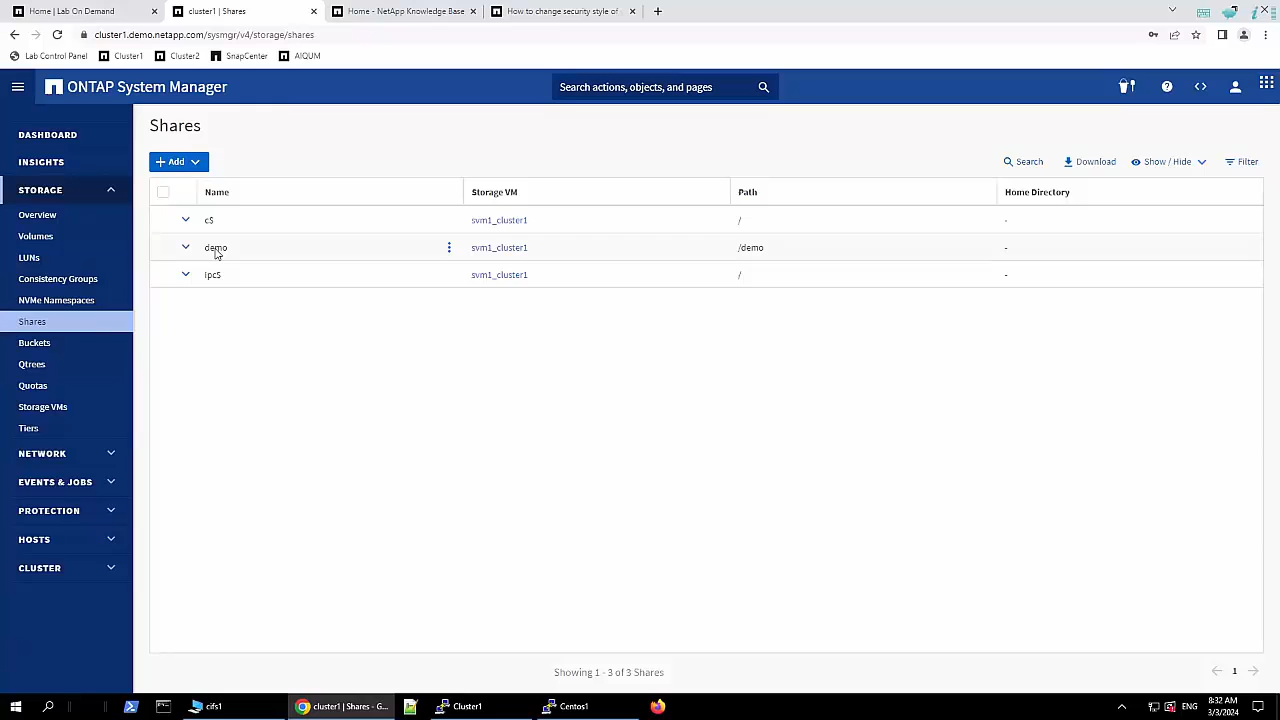 Home | Lab On Demand
cluster1 | Shares
Home - NetApp Knowledge Base
How to change security style of
cluster1.demo.netapp.com/sysmgr/v4/storage/shares
Lab Control Panel
Cluster1
Cluster2
SnapCenter
AIQUM
ONTAP System Manager
Search actions, objects, and pages
DASHBOARD
INSIGHTS
STORAGE
Overview
Volumes
LUNs
Consistency Groups
NVMe Namespaces
Shares
Buckets
Qtrees
Quotas
Storage VMs
Tiers
NETWORK
EVENTS & JOBS
PROTECTION
HOSTS
CLUSTER
Shares
+ Add
Search
Download
Show / Hide
Filter
Name Storage VM Path Home Directory
c$ svm1_cluster1 / -
demo svm1_cluster1 /demo -
ipc$ svm1_cluster1 / -
Showing 1 - 3 of 3 Shares
1
cifs1
cluster1 | Shares - G...
Cluster1
Centos1
ENG
8:32 AM
3/3/2024